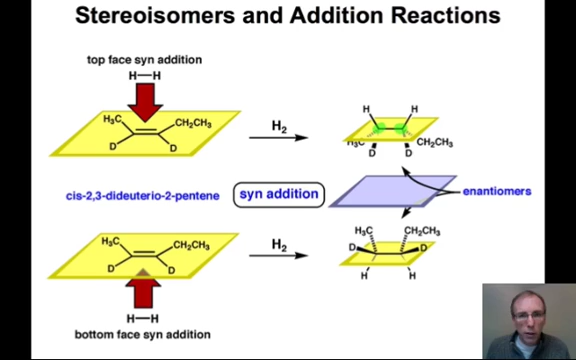 Stereoisomers and Addition Reactions
top face syn addition
H—H
H₃C
CH₂CH₃
D
D
H₂
H
H
H₃C
CH₂CH₃
D
D
cis-2,3-dideuterio-2-pentene
syn addition
enantiomers
H₃C
CH₂CH₃
D
D
H₂
H₃C
CH₂CH₃
D
D
H
H
H—H
bottom face syn addition